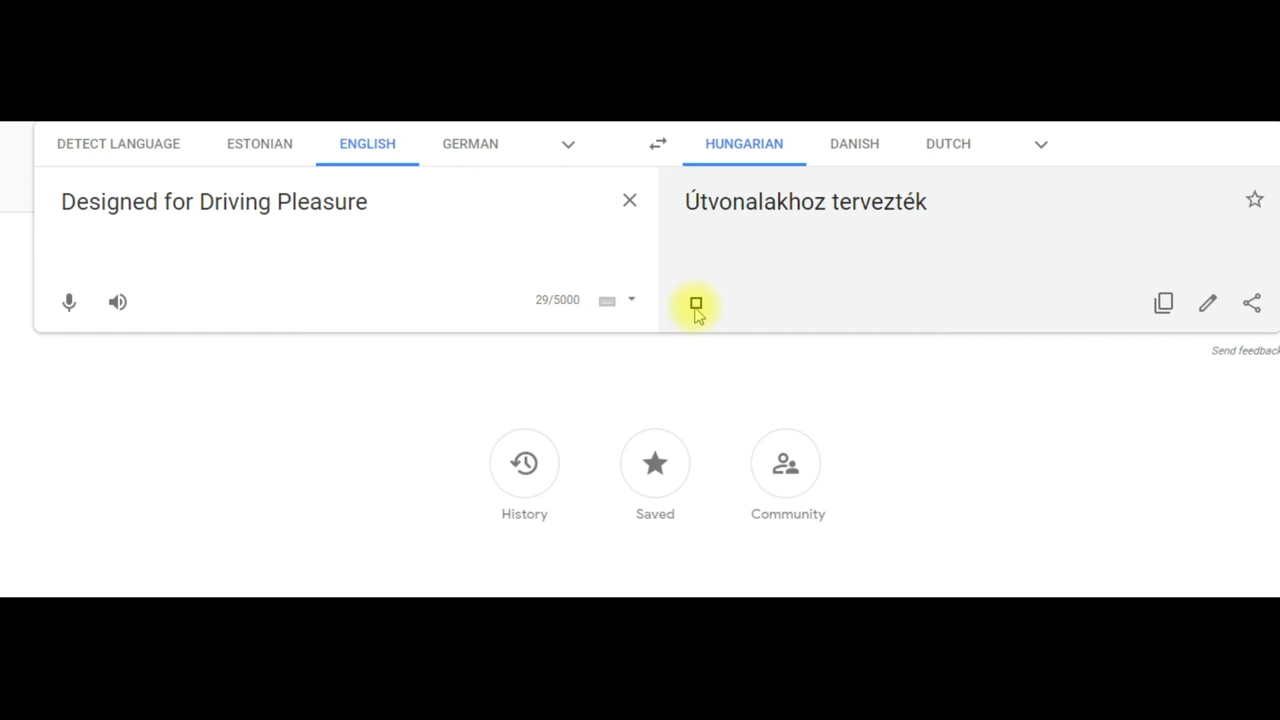 DETECT LANGUAGE ESTONIAN ENGLISH GERMAN HUNGARIAN DANISH DUTCH
Designed for Driving Pleasure
Útvonalakhoz tervezték
29/5000
Send feedback
History Saved Community